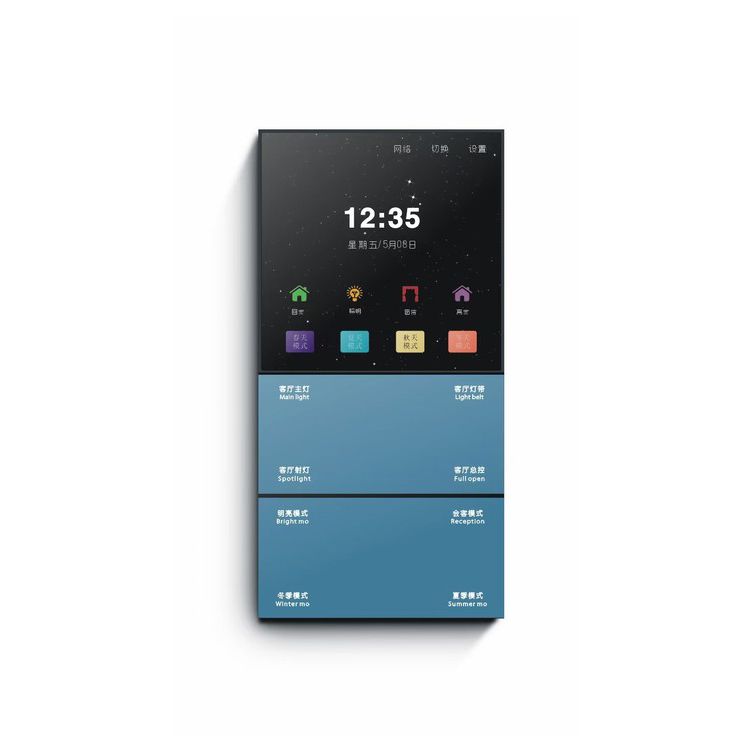 网络 切换 设置
12:35
星期五/5月08日
回家 照明 窗帘 离家
春天 夏天 秋天 冬天
模式 模式 模式 模式
客厅主灯 客厅灯带
Main light Light belt
客厅射灯 客厅总控
Spotlight Full open
明亮模式 会客模式
Bright mo Reception
冬季模式 夏季模式
Winter mo Summer mo